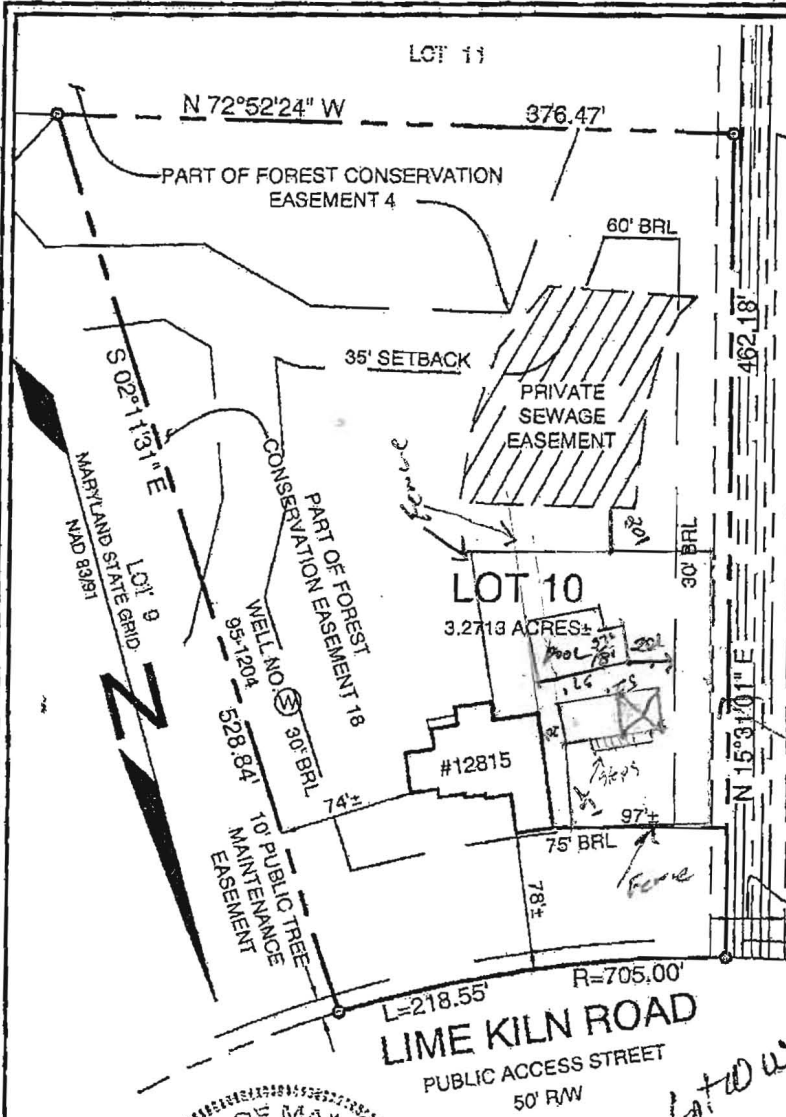 LOT 11
N 72°52'24" W
376.47'
PART OF FOREST CONSERVATION
EASEMENT 4
60' BRL
462.18'
35' SETBACK
PRIVATE
SEWAGE
EASEMENT
S 02°11'31" E
PART OF FOREST
CONSERVATION EASEMENT 18
MARYLAND STATE GRID
NAD 83/91
LOT 9
Fence
20'
30' BRL
LOT 10
3.2713 ACRES±
Pool
20'
WELL NO.
95-1204
W
30' BRL
528.84'
#12815
steps
N 15°31'01" E
74'±
97'±
75' BRL
Fence
10' PUBLIC TREE
MAINTENANCE
EASEMENT
78'±
L=218.55'
R=705.00'
LIME KILN ROAD
PUBLIC ACCESS STREET
50' R/W